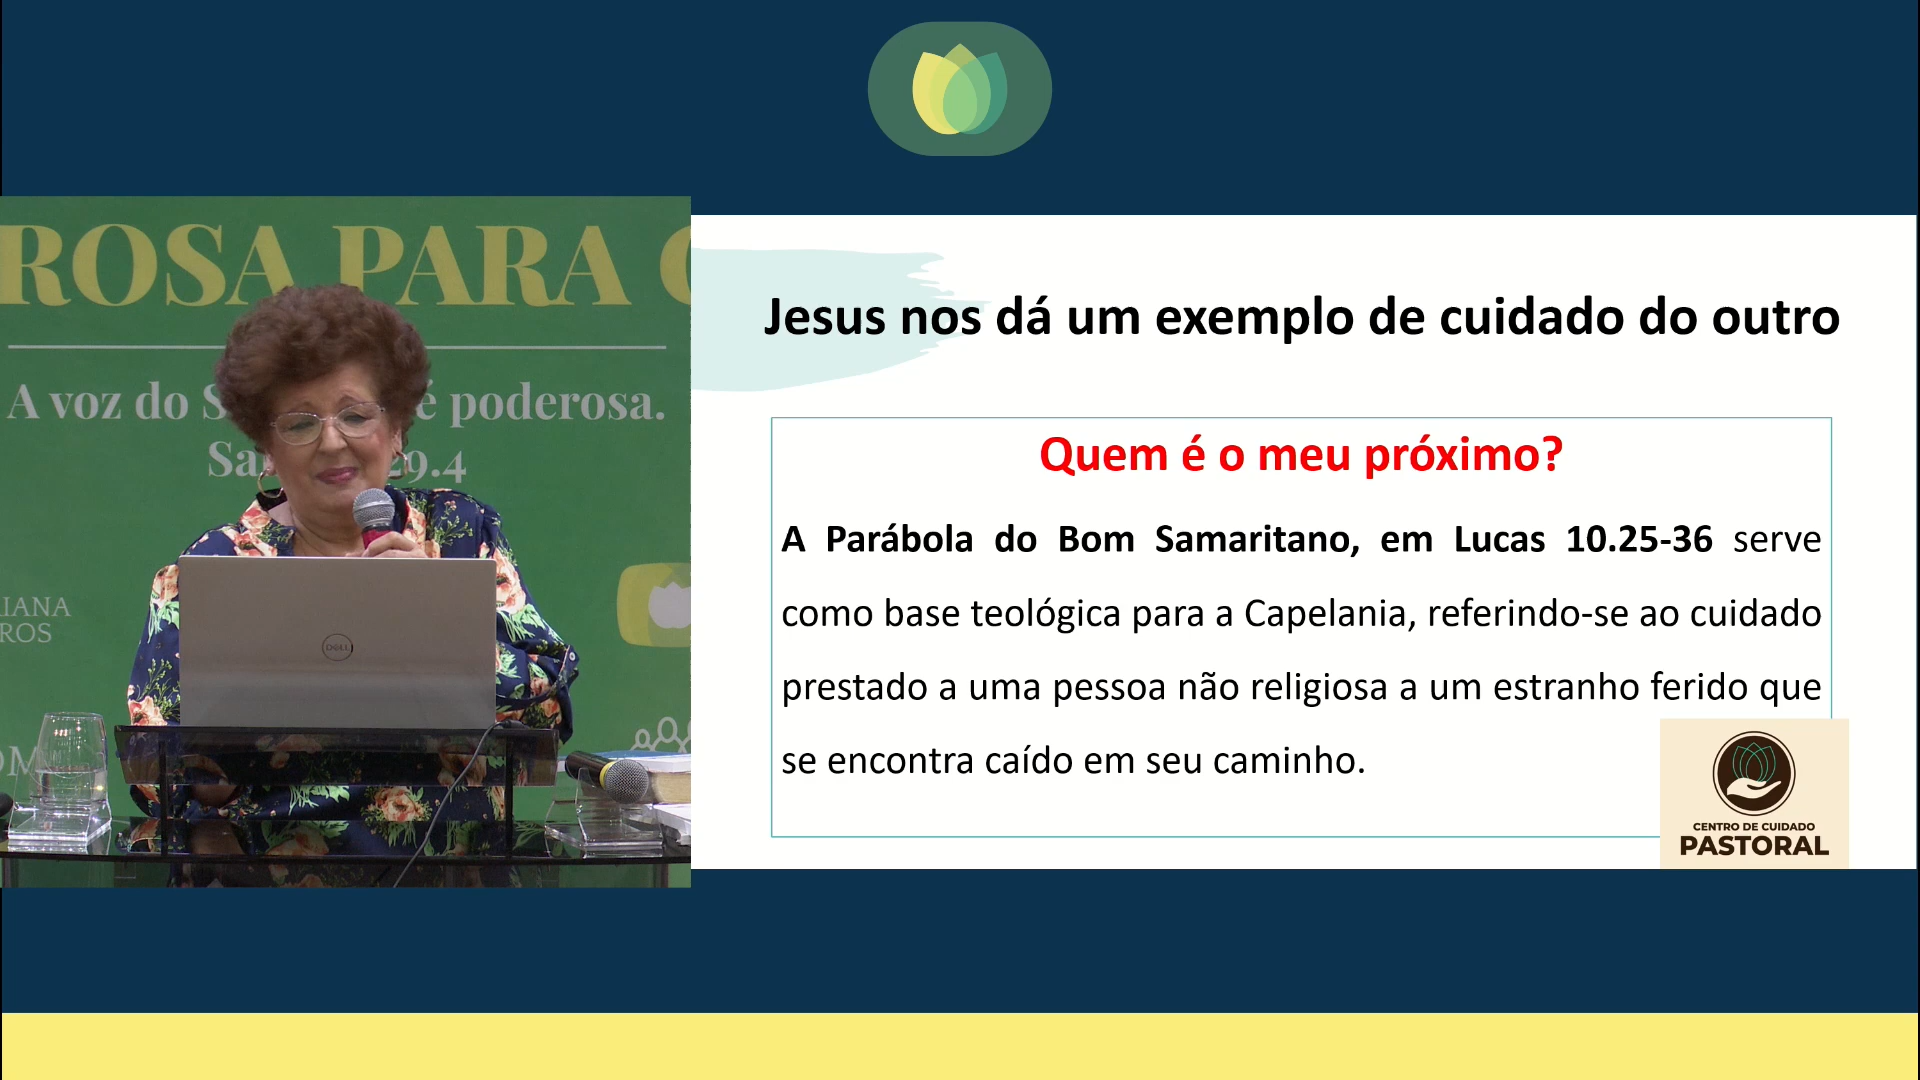 ROSA PARA
A voz do S é poderosa.
29.4
IANA
ROS
DELL
Jesus nos dá um exemplo de cuidado do outro
Quem é o meu próximo?
A Parábola do Bom Samaritano, em Lucas 10.25-36 serve
como base teológica para a Capelania, referindo-se ao cuidado
prestado a uma pessoa não religiosa a um estranho ferido que
se encontra caído em seu caminho.
CENTRO DE CUIDADO
PASTORAL